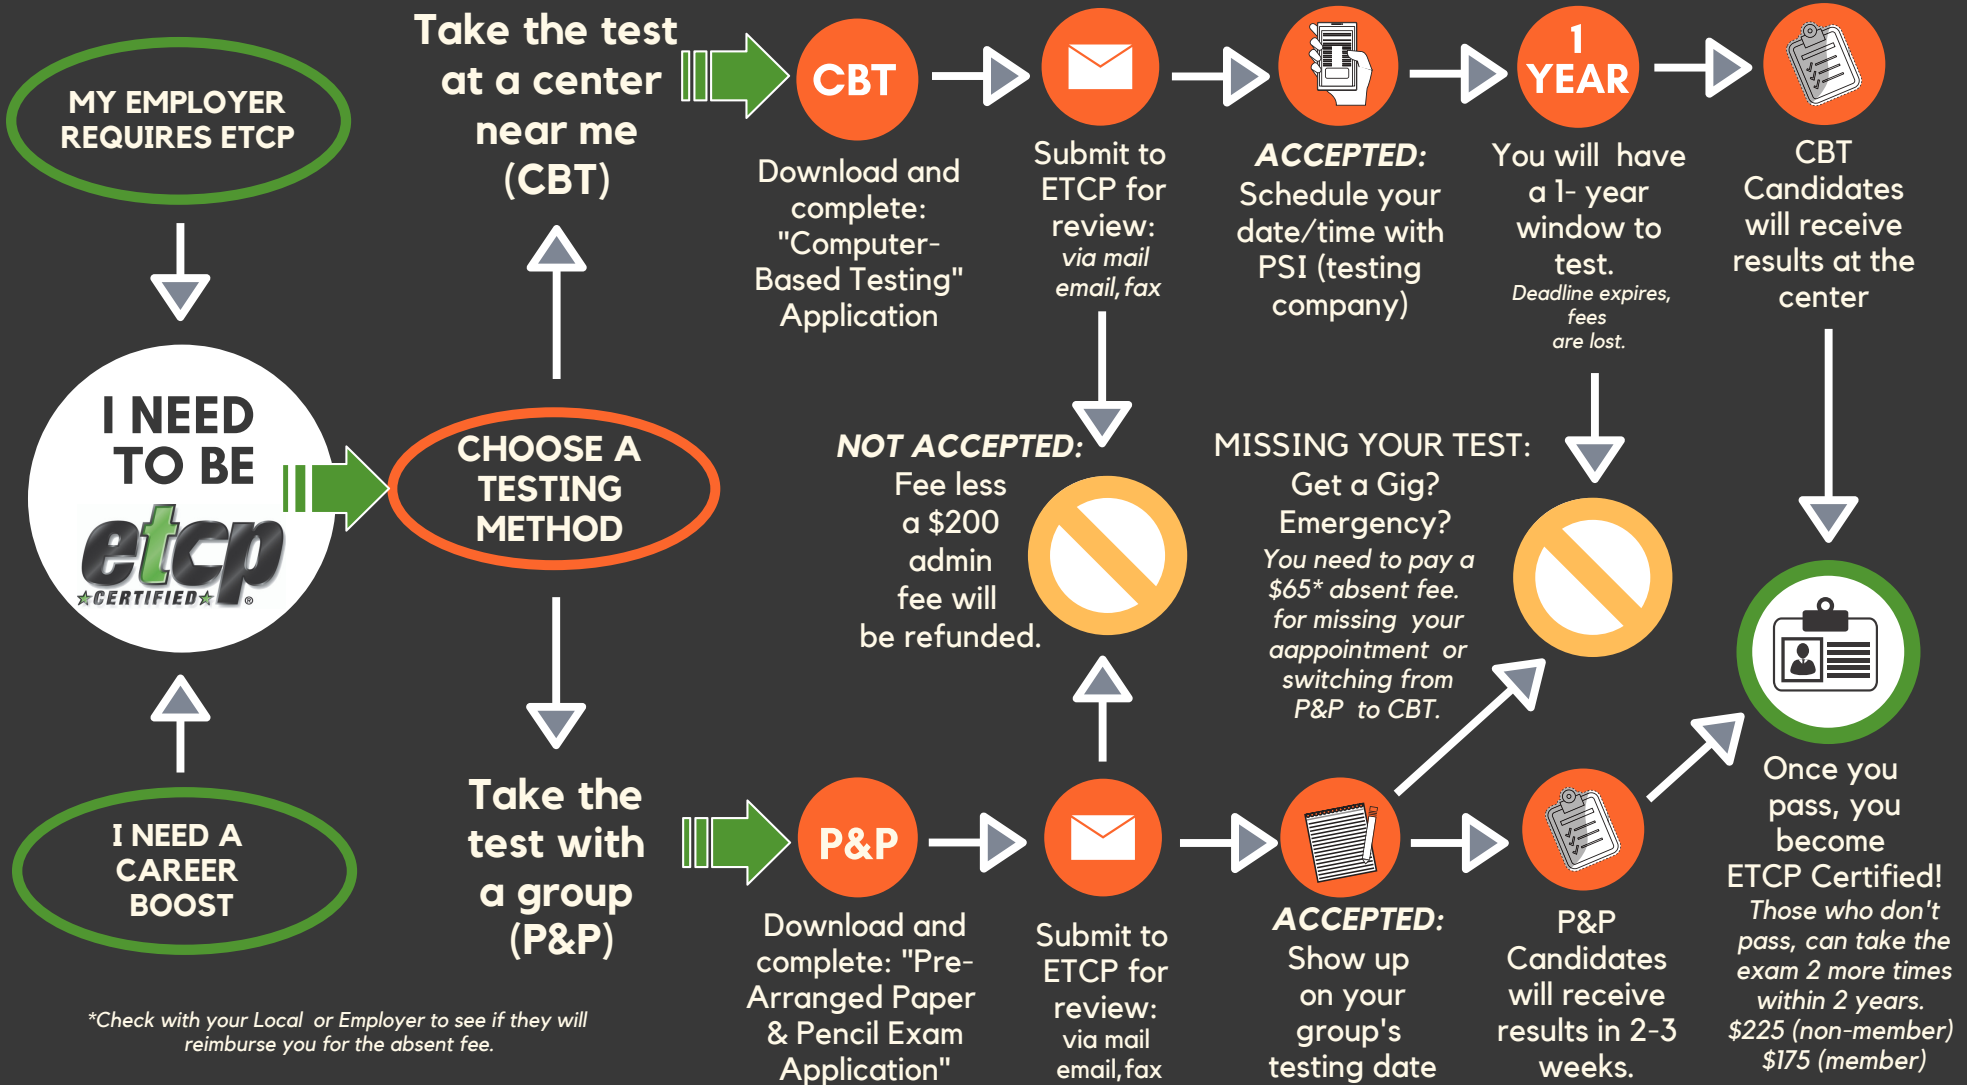 MY EMPLOYER
REQUIRES ETCP
I NEED
TO BE
etcp
CERTIFIED
®
I NEED A
CAREER
BOOST
*Check with your Local or Employer to see if they will
reimburse you for the absent fee.
CHOOSE A
TESTING
METHOD
Take the test
at a center
near me
(CBT)
CBT
Download and
complete:
"Computer-
Based Testing"
Application
Submit to
ETCP for
review:
via mail
email, fax
ACCEPTED:
Schedule your
date/time with
PSI (testing
company)
1
YEAR
You will have
a 1- year
window to
test.
Deadline expires,
fees
are lost.
CBT
Candidates
will receive
results at the
center
NOT ACCEPTED:
Fee less
a $200
admin
fee will
be refunded.
MISSING YOUR TEST:
Get a Gig?
Emergency?
You need to pay a
$65* absent fee.
for missing your
aappointment or
switching from
P&P to CBT.
Take the
test with
a group
(P&P)
P&P
Download and
complete: "Pre-
Arranged Paper
& Pencil Exam
Application"
Submit to
ETCP for
review:
via mail
email, fax
ACCEPTED:
Show up
on your
group's
testing date
P&P
Candidates
will receive
results in 2-3
weeks.
Once you
pass, you
become
ETCP Certified!
Those who don't
pass, can take the
exam 2 more times
within 2 years.
$225 (non-member)
$175 (member)